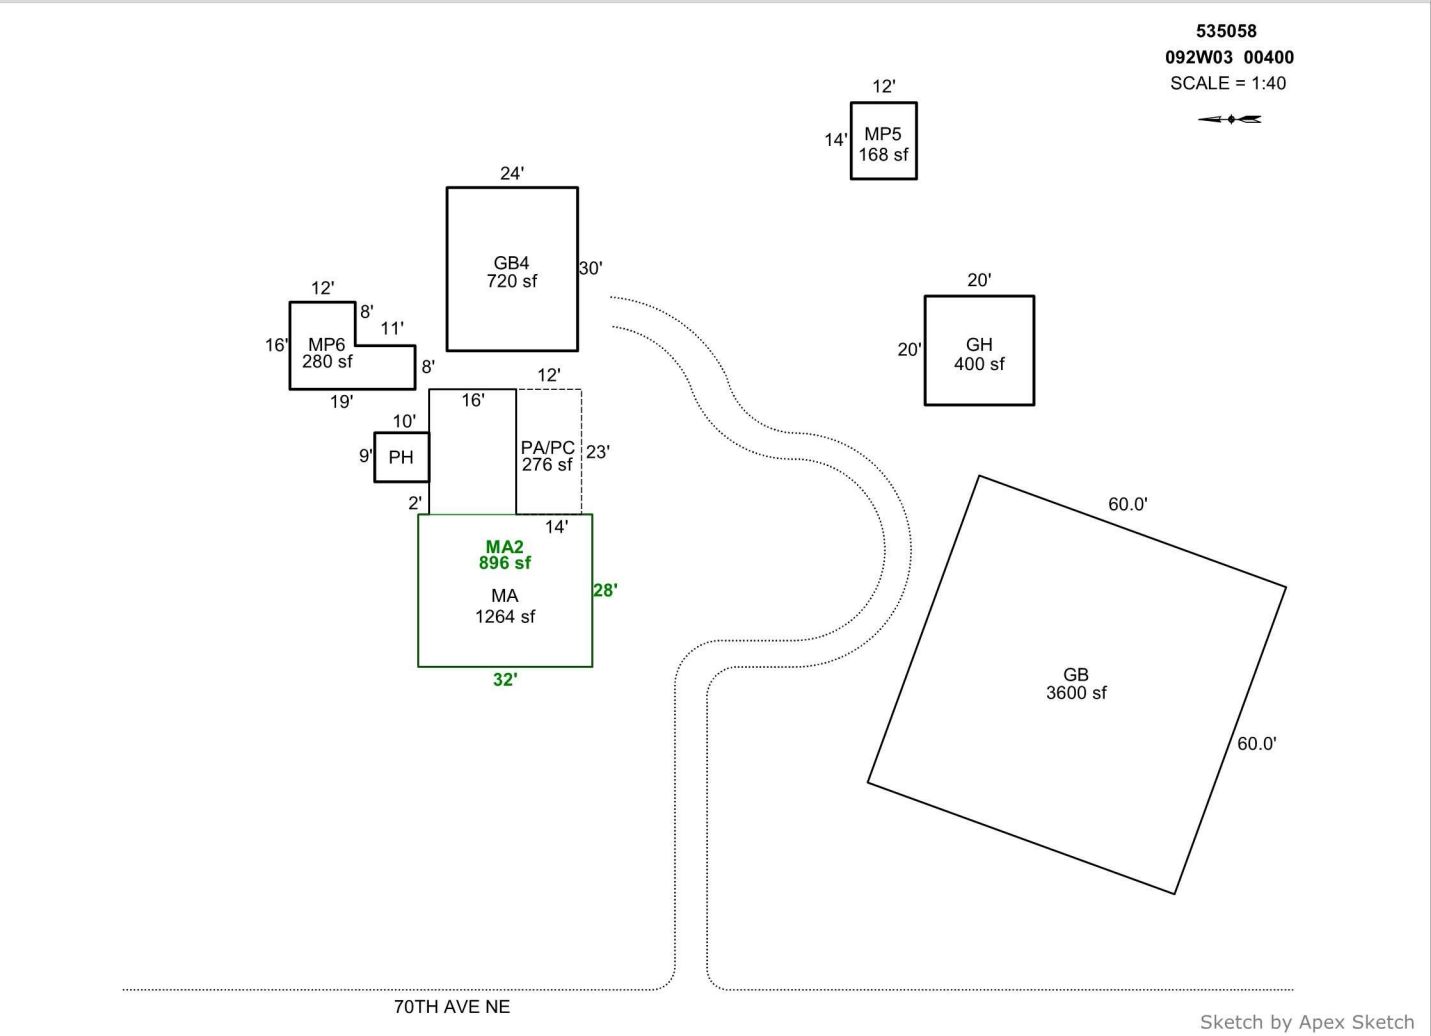 535058
092W03 00400
SCALE = 1:40
12'
14'
MP5
168 sf
24'
GB4
720 sf
30'
20'
20'
GH
400 sf
12'
8'
11'
16'
MP6
280 sf
8'
19'
12'
16'
10'
9'
PH
PA/PC
276 sf
23'
2'
14'
MA2
896 sf
28'
MA
1264 sf
32'
60.0'
GB
3600 sf
60.0'
70TH AVE NE
Sketch by Apex Sketch